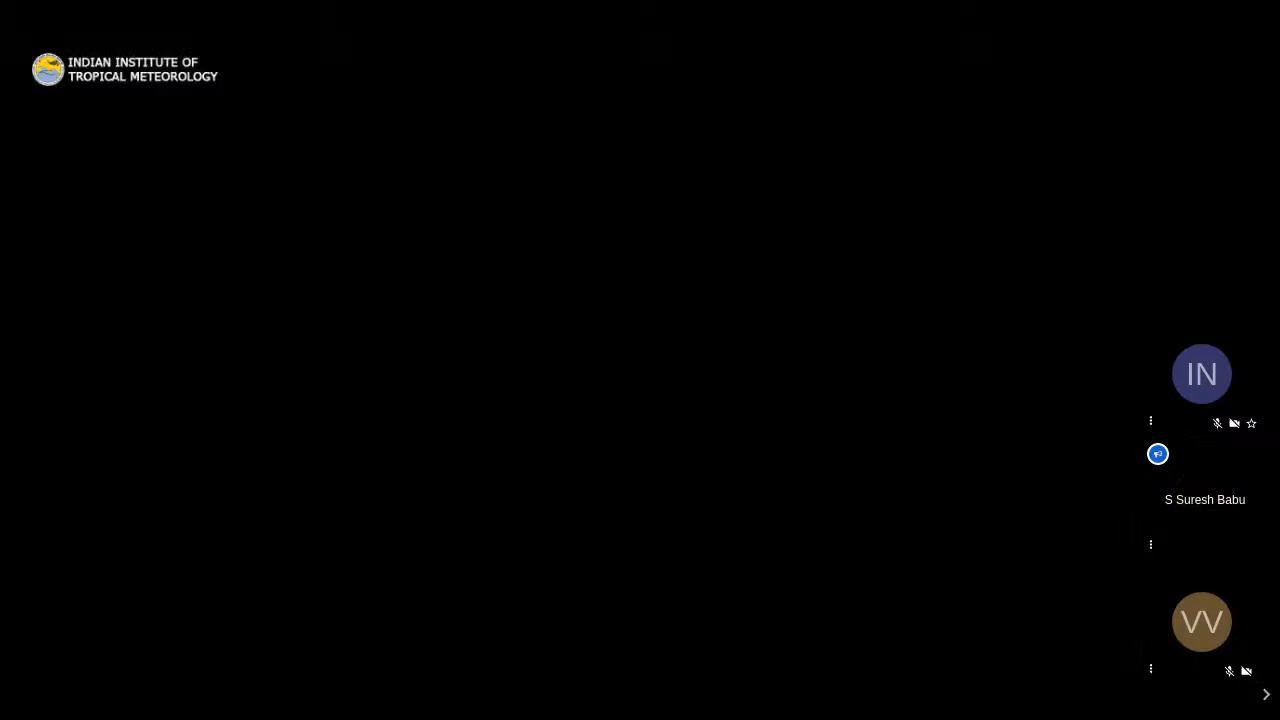 INDIAN INSTITUTE OF
TROPICAL METEOROLOGY
IN
S Suresh Babu
VV